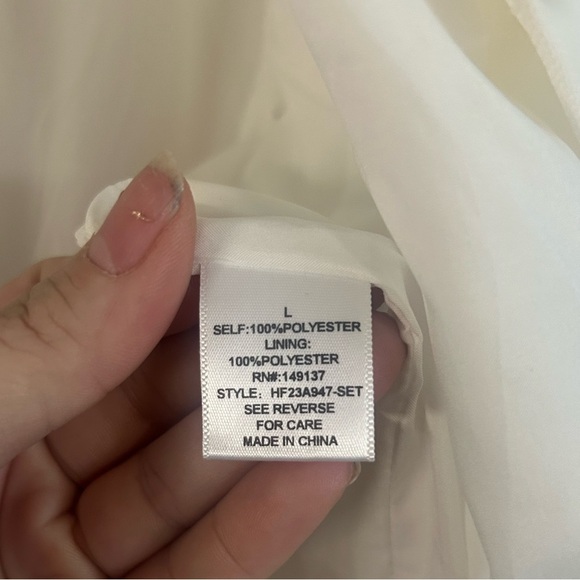 L
SELF:100%POLYESTER
LINING:
100%POLYESTER
RN#:149137
STYLE: HF23A947-SET
SEE REVERSE
FOR CARE
MADE IN CHINA